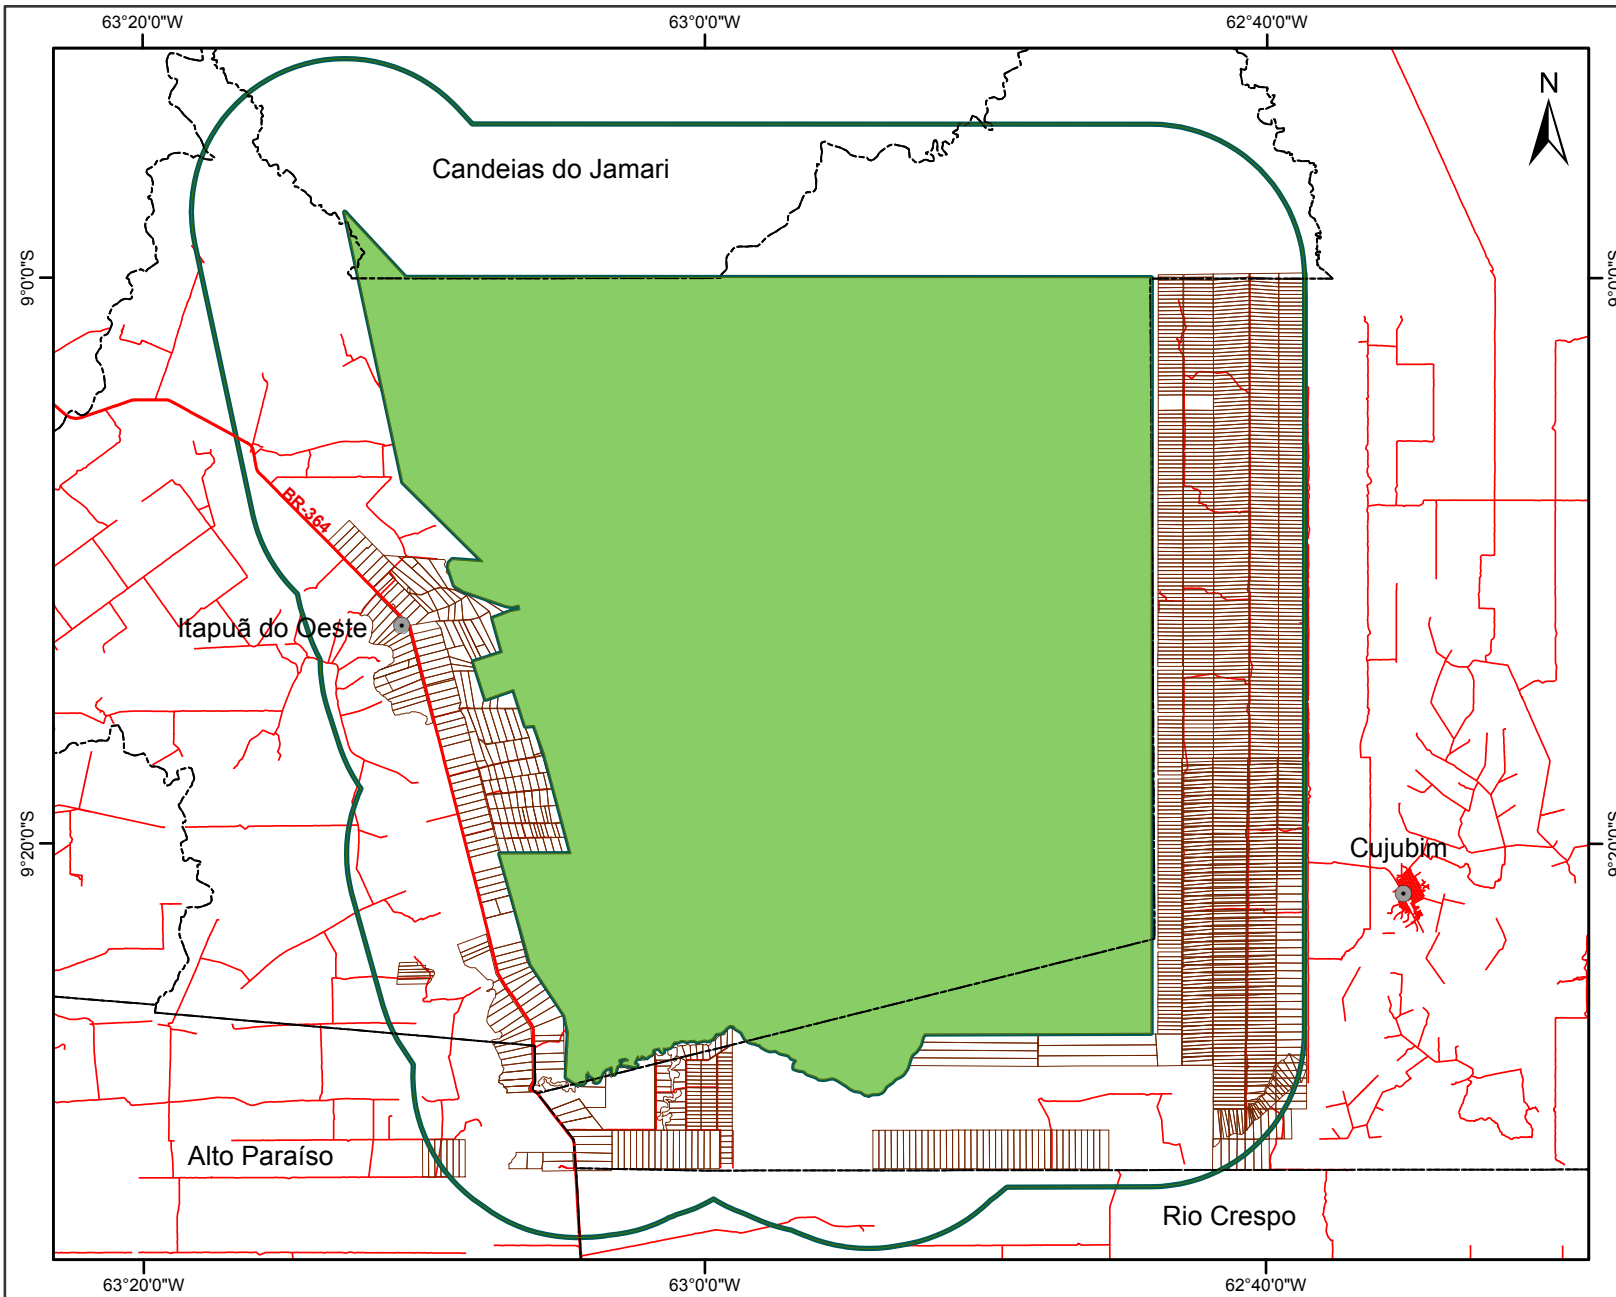 63°20'0"W
63°0'0"W
62°40'0"W
N
Candeias do Jamari
9°0'0"S
9°0'0"S
BR-364
Itapuã do Oeste
9°20'0"S
Cujubim
9°20'0"S
Alto Paraíso
Rio Crespo
63°20'0"W
63°0'0"W
62°40'0"W